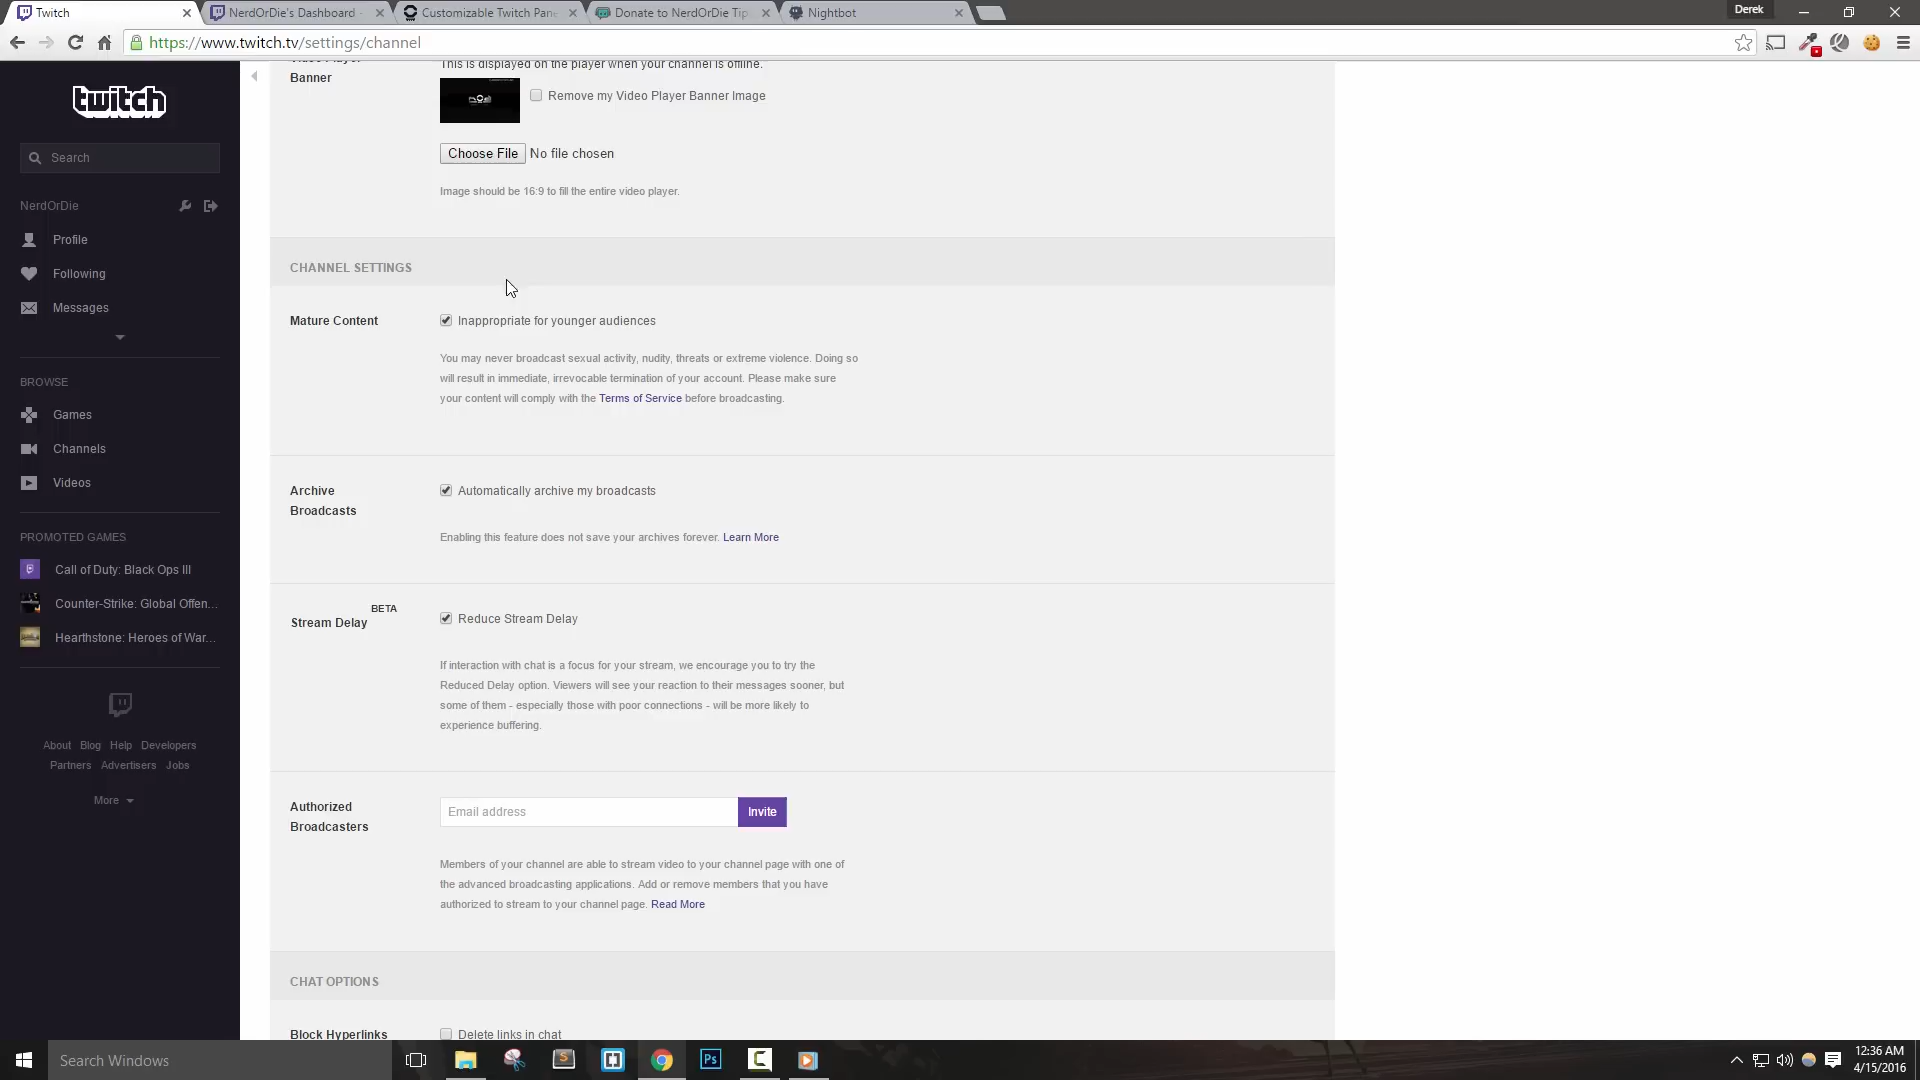 Twitch
NerdOrDie's Dashboard
Customizable Twitch Pane
Donate to NerdOrDie Tip
Nightbot
Derek
https://www.twitch.tv/settings/channel
twitch
Search
NerdOrDie
Profile
Following
Messages
BROWSE
Games
Channels
Videos
PROMOTED GAMES
Call of Duty: Black Ops III
Counter-Strike: Global Offen...
Hearthstone: Heroes of War...
About Blog Help Developers
Partners Advertisers Jobs
More
Banner
This is displayed on the player when your channel is offline.
Remove my Video Player Banner Image
Choose File No file chosen
Image should be 16:9 to fill the entire video player.
CHANNEL SETTINGS
Mature Content
Inappropriate for younger audiences
You may never broadcast sexual activity, nudity, threats or extreme violence. Doing so
will result in immediate, irrevocable termination of your account. Please make sure
your content will comply with the Terms of Service before broadcasting.
Archive
Broadcasts
Automatically archive my broadcasts
Enabling this feature does not save your archives forever. Learn More
BETA
Stream Delay
Reduce Stream Delay
If interaction with chat is a focus for your stream, we encourage you to try the
Reduced Delay option. Viewers will see your reaction to their messages sooner, but
some of them - especially those with poor connections - will be more likely to
experience buffering.
Authorized
Broadcasters
Email address
Invite
Members of your channel are able to stream video to your channel page with one of
the advanced broadcasting applications. Add or remove members that you have
authorized to stream to your channel page. Read More
CHAT OPTIONS
Block Hyperlinks
Delete links in chat
Search Windows
Ps
12:36 AM
4/15/2016